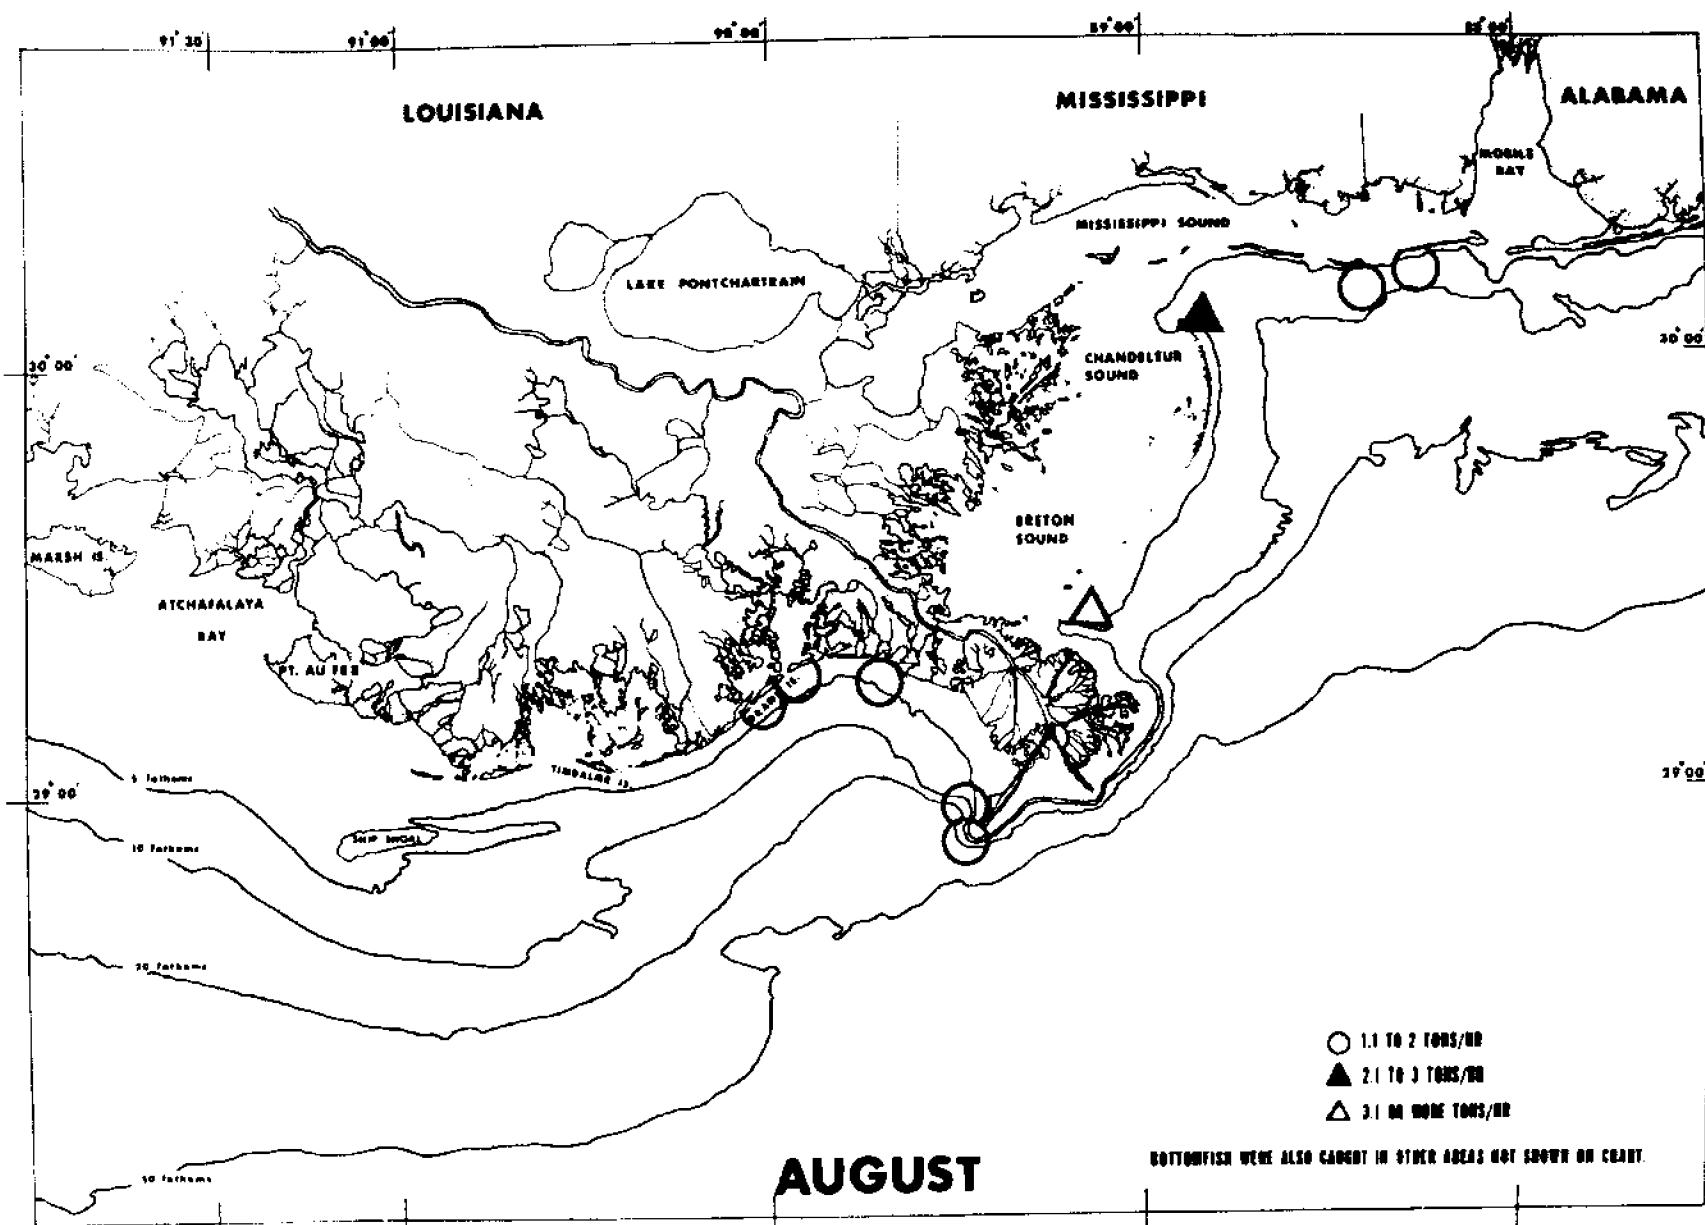 91° 30'
91° 00'
90° 00'
89° 00'
88° 00'
LOUISIANA
MISSISSIPPI
ALABAMA
MOBILE
BAY
MISSISSIPPI SOUND
LAKE PONTCHARTRAIN
30° 00'
30° 00'
CHANDELEUR
SOUND
BRETON
SOUND
MARSH IS.
ATCHAFALAYA
BAY
PT. AU FER
GRAND IS.
TIMBALIER IS.
29° 00'
29° 00'
5 fathoms
SHIP SHOAL
10 fathoms
20 fathoms
50 fathoms
1.1 TO 2 TONS/HR
2.1 TO 3 TONS/HR
3.1 OR MORE TONS/HR
BOTTOMFISH WERE ALSO CAUGHT IN OTHER AREAS NOT SHOWN ON CHART.
AUGUST